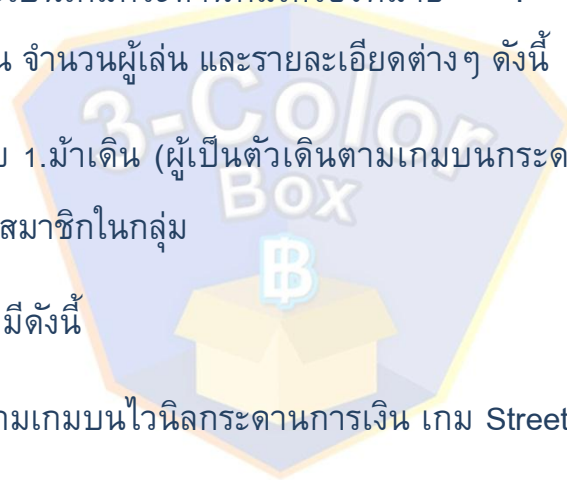 น จำนวนผู้เล่น และรายละเอียดต่างๆ ดังนี้
3-Color
Box
฿
1.ม้าเดิน (ผู้เป็นตัวเดินตามเกมบนกระด
สมาชิกในกลุ่ม
มีดังนี้
ามเกมบนไวนิลกระดานการเงิน เกม Street